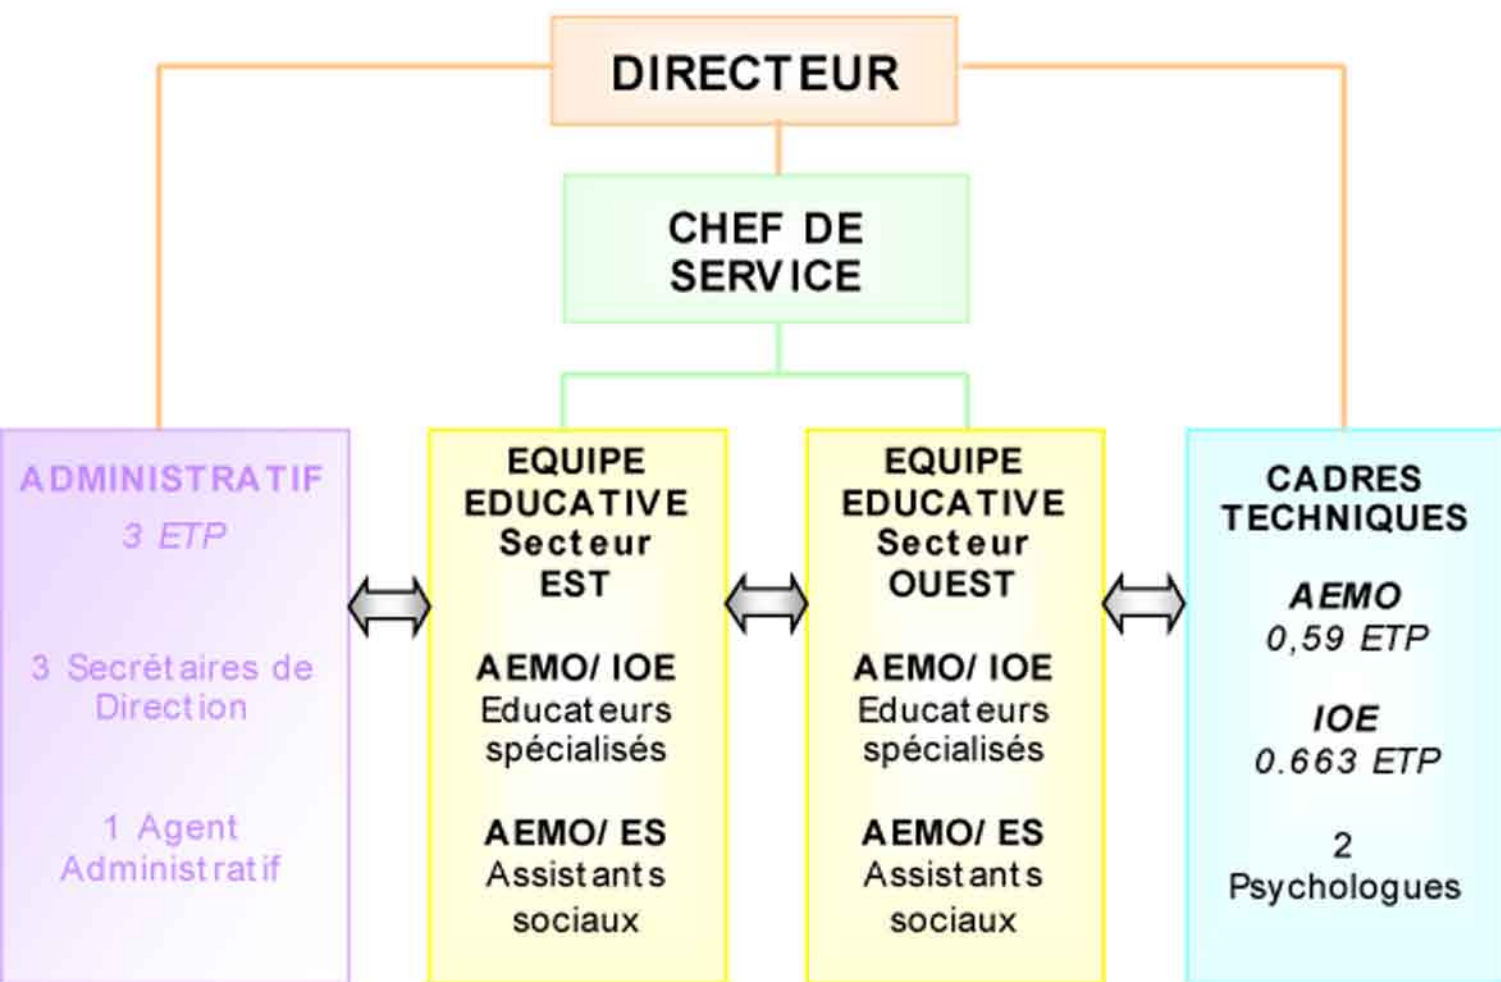 DIRECTEUR
CHEF DE
SERVICE
ADMINISTRATIF
3 ETP
3 Secrétaires de
Direction
1 Agent
Administratif
EQUIPE
EDUCATIVE
Secteur
EST
AEMO/ IOE
Educateurs
spécialisés
AEMO/ ES
Assistants
sociaux
EQUIPE
EDUCATIVE
Secteur
OUEST
AEMO/ IOE
Educateurs
spécialisés
AEMO/ ES
Assistants
sociaux
CADRES
TECHNIQUES
AEMO
0,59 ETP
IOE
0.663 ETP
2
Psychologues